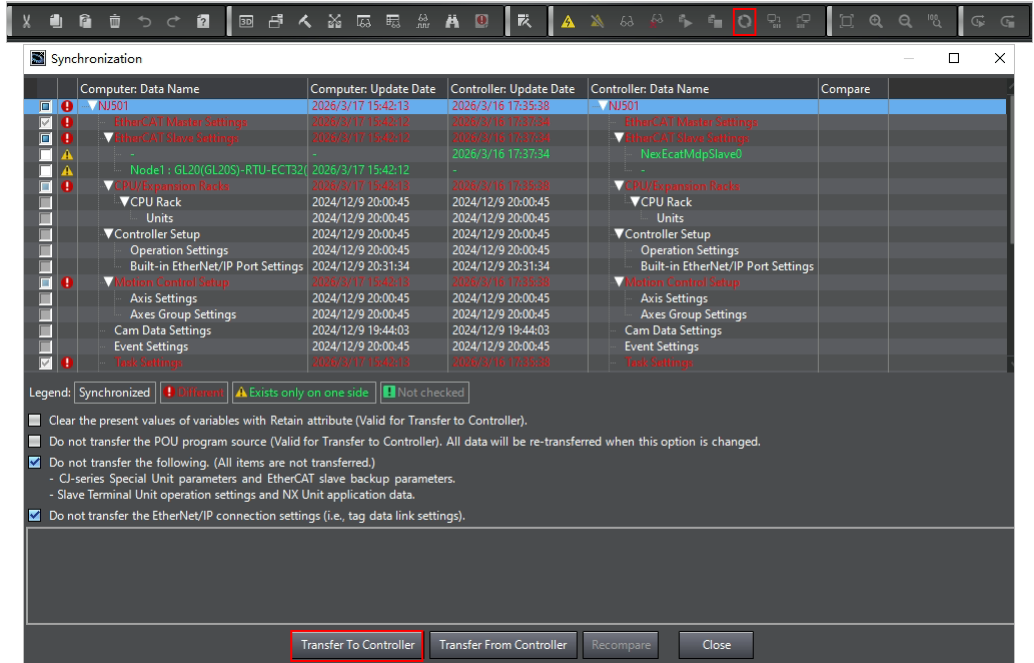 3D
100
Synchronization
Computer: Data Name Computer: Update Date Controller: Update Date Controller: Data Name Compare
▼NJ501 2026/3/17 15:42:13 2026/3/16 17:35:38 ▼NJ501
EtherCAT Master Settings 2026/3/17 15:42:12 2026/3/16 17:37:34 EtherCAT Master Settings
▼EtherCAT Slave Settings 2026/3/17 15:42:12 2026/3/16 17:37:34 ▼EtherCAT Slave Settings
- - 2026/3/16 17:37:34 NexEcatMdpSlave0
Node1 : GL20(GL20S)-RTU-ECT32( 2026/3/17 15:42:12 - -
▼CPU/Expansion Racks 2026/3/17 15:42:13 2026/3/16 17:35:38 ▼CPU/Expansion Racks
▼CPU Rack 2024/12/9 20:00:45 2024/12/9 20:00:45 ▼CPU Rack
Units 2024/12/9 20:00:45 2024/12/9 20:00:45 Units
▼Controller Setup 2024/12/9 20:00:45 2024/12/9 20:00:45 ▼Controller Setup
Operation Settings 2024/12/9 20:00:45 2024/12/9 20:00:45 Operation Settings
Built-in EtherNet/IP Port Settings 2024/12/9 20:31:34 2024/12/9 20:31:34 Built-in EtherNet/IP Port Settings
▼Motion Control Setup 2026/3/17 15:42:13 2026/3/16 17:35:38 ▼Motion Control Setup
Axis Settings 2024/12/9 20:00:45 2024/12/9 20:00:45 Axis Settings
Axes Group Settings 2024/12/9 20:00:45 2024/12/9 20:00:45 Axes Group Settings
Cam Data Settings 2024/12/9 19:44:03 2024/12/9 19:44:03 Cam Data Settings
Event Settings 2024/12/9 20:00:45 2024/12/9 20:00:45 Event Settings
Task Settings 2026/3/17 15:42:13 2026/3/16 17:35:38 Task Settings
Legend: Synchronized Different Exists only on one side Not checked
Clear the present values of variables with Retain attribute (Valid for Transfer to Controller).
Do not transfer the POU program source (Valid for Transfer to Controller). All data will be re-transferred when this option is changed.
Do not transfer the following. (All items are not transferred.)
- CJ-series Special Unit parameters and EtherCAT slave backup parameters.
- Slave Terminal Unit operation settings and NX Unit application data.
Do not transfer the EtherNet/IP connection settings (i.e., tag data link settings).
Transfer To Controller Transfer From Controller Recompare Close